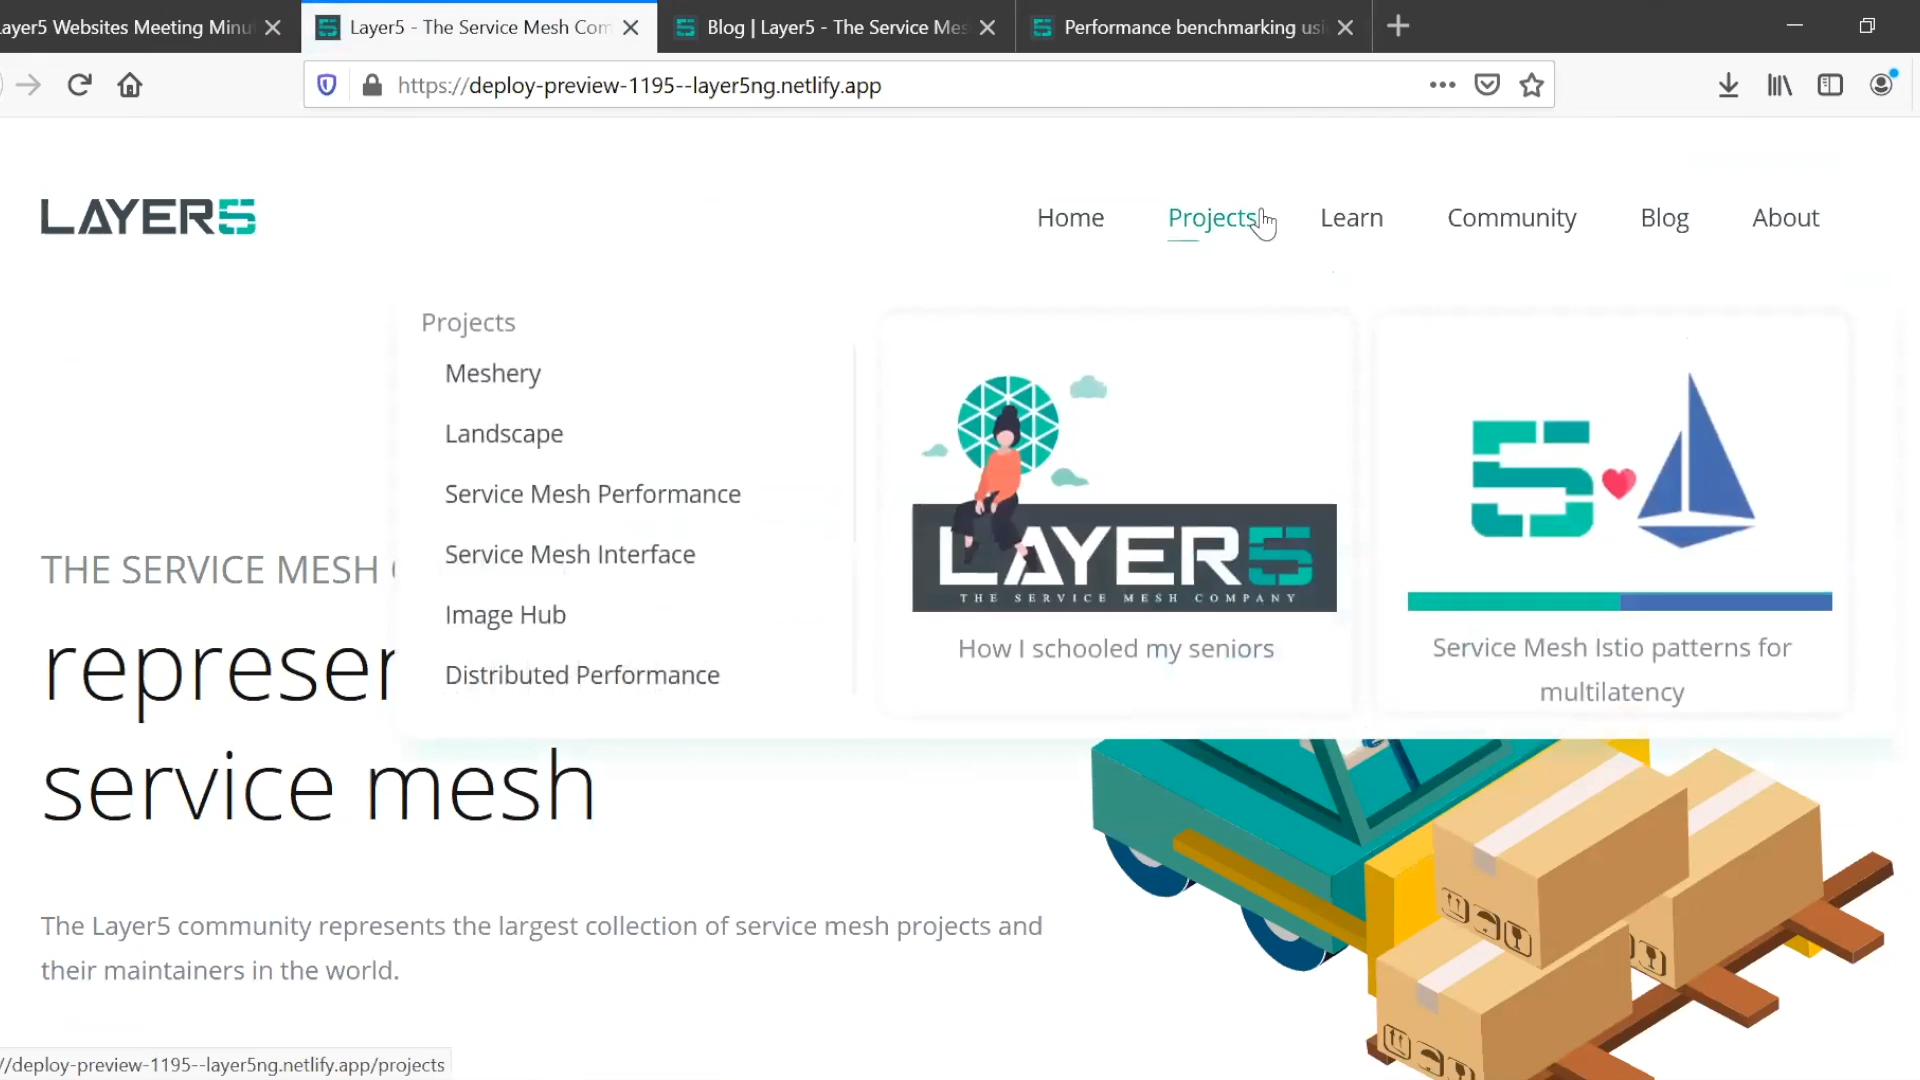 ayer5 Websites Meeting Minu
Layer5 - The Service Mesh Com
Blog | Layer5 - The Service Mes
Performance benchmarking usi
https://deploy-preview-1195--layer5ng.netlify.app
LAYER5
Home
Projects
Learn
Community
Blog
About
Projects
Meshery
Landscape
Service Mesh Performance
Service Mesh Interface
Image Hub
Distributed Performance
LAYER5
THE SERVICE MESH COMPANY
How I schooled my seniors
5
Service Mesh Istio patterns for
multilatency
THE SERVICE MESH
represen
service mesh
The Layer5 community represents the largest collection of service mesh projects and
their maintainers in the world.
//deploy-preview-1195--layer5ng.netlify.app/projects